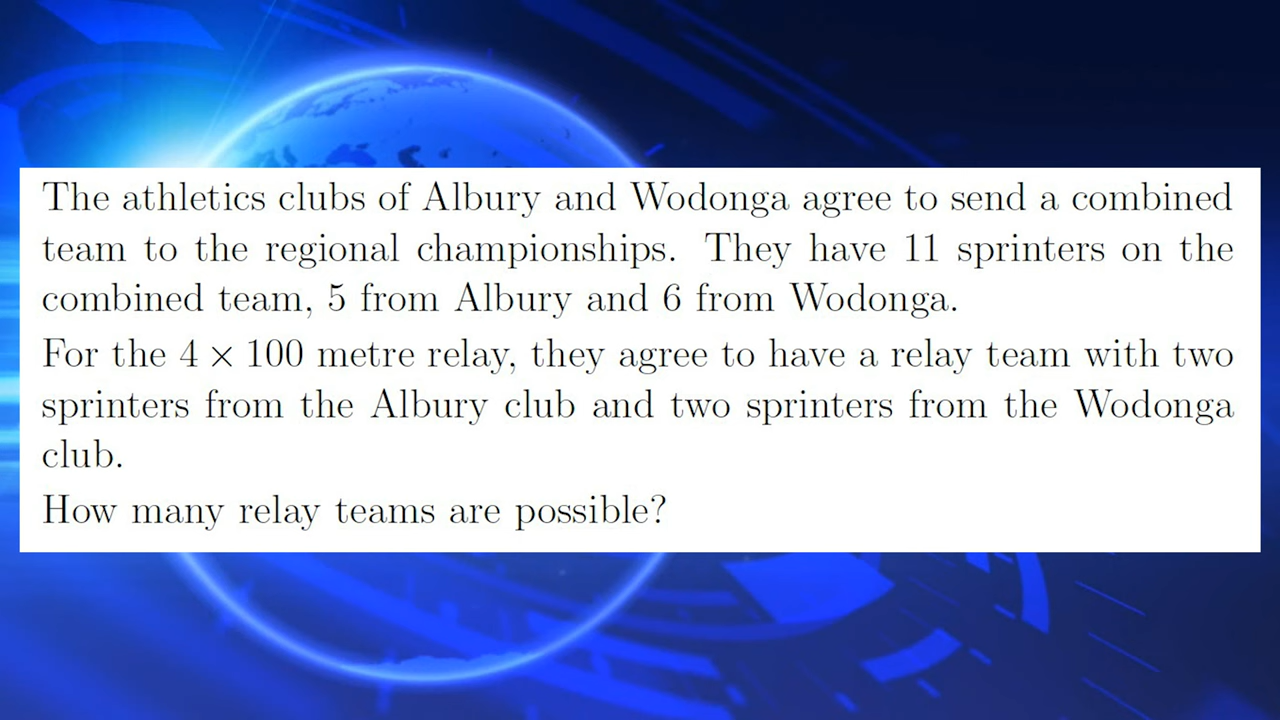 The athletics clubs of Albury and Wodonga agree to send a combined
team to the regional championships. They have 11 sprinters on the
combined team, 5 from Albury and 6 from Wodonga.
For the 4 × 100 metre relay, they agree to have a relay team with two
sprinters from the Albury club and two sprinters from the Wodonga
club.
How many relay teams are possible?